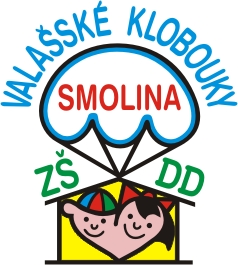 VALAŠSKÉ KLOBOUKY
SMOLINA
ZŠ DD